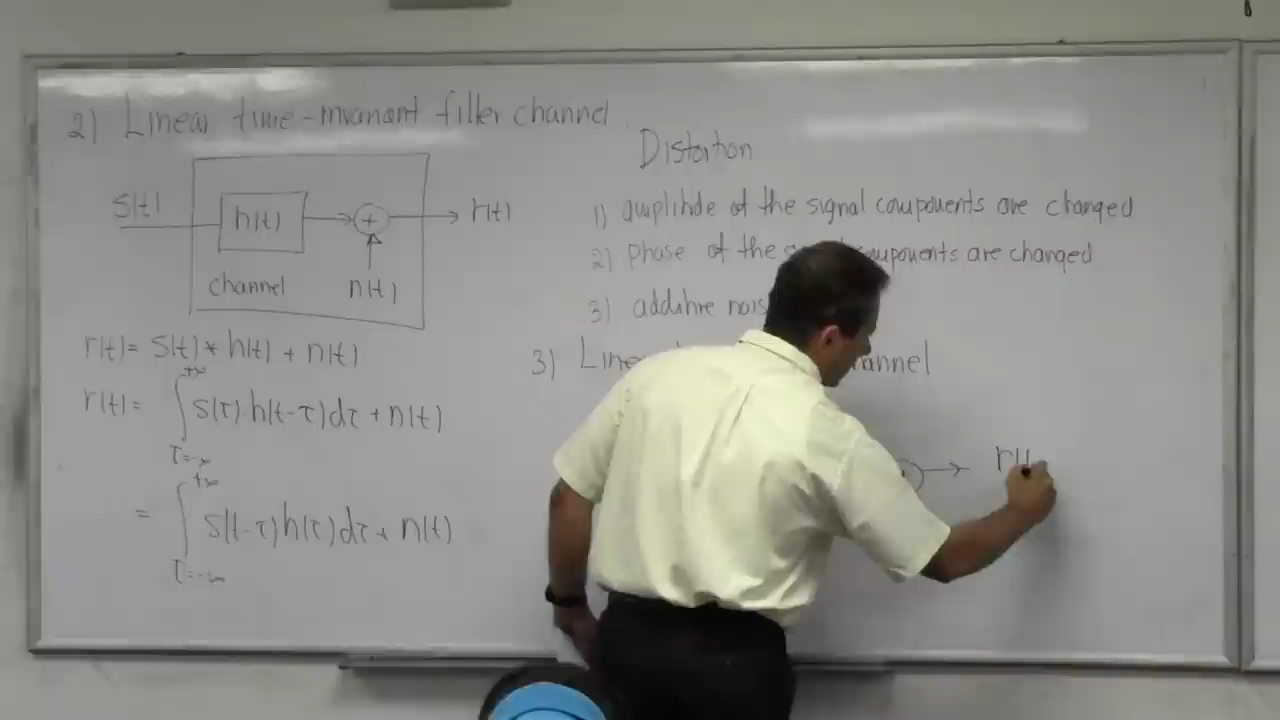 2) Linear time-invariant filter channel
s(t)
h(t)
+
r(t)
channel
n(t)
r(t) = s(t) * h(t) + n(t)
r(t) = ∫_{τ=-∞}^{+∞} s(τ) h(t-τ) dτ + n(t)
= ∫_{τ=-∞}^{+∞} s(t-τ) h(τ) dτ + n(t)
Distortion
1) amplitude of the signal components are changed
2) phase of the components are changed
3) additive
3) channel